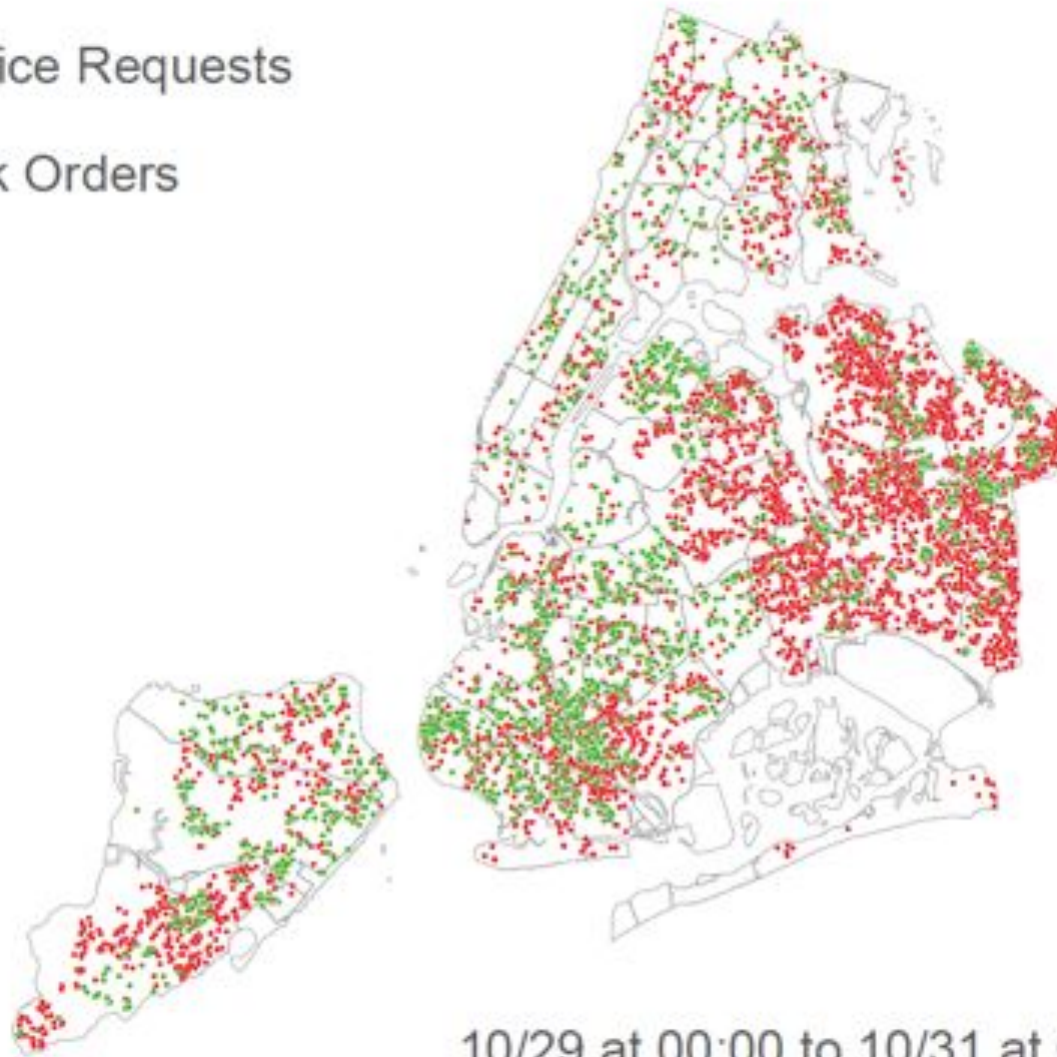 ice Requests
k Orders
10/29 at 00:00 to 10/31 at